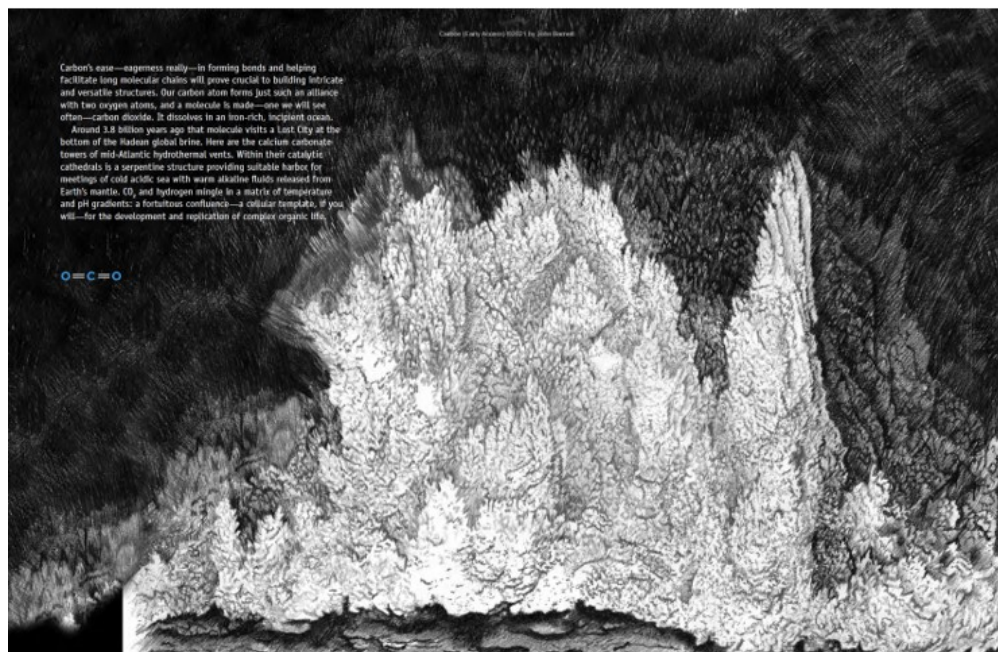 Carbon (Early Access) ©2021 by John Barnett
Carbon's ease—eagerness really—in forming bonds and helping
facilitate long molecular chains will prove crucial to building intricate
and versatile structures. Our carbon atom forms just such an alliance
with two oxygen atoms, and a molecule is made—one we will see
often—carbon dioxide. It dissolves in an iron-rich, incipient ocean.
Around 3.8 billion years ago that molecule visits a Lost City at the
bottom of the Hadean global brine. Here are the calcium carbonate
towers of mid-Atlantic hydrothermal vents. Within their catalytic
cathedrals is a serpentine structure providing suitable harbor for
meetings of cold acidic sea with warm alkaline fluids released from
Earth's mantle. CO₂ and hydrogen mingle in a matrix of temperature
and pH gradients: a fortuitous confluence—a cellular template, if you
will—for the development and replication of complex organic life.
O=C=O